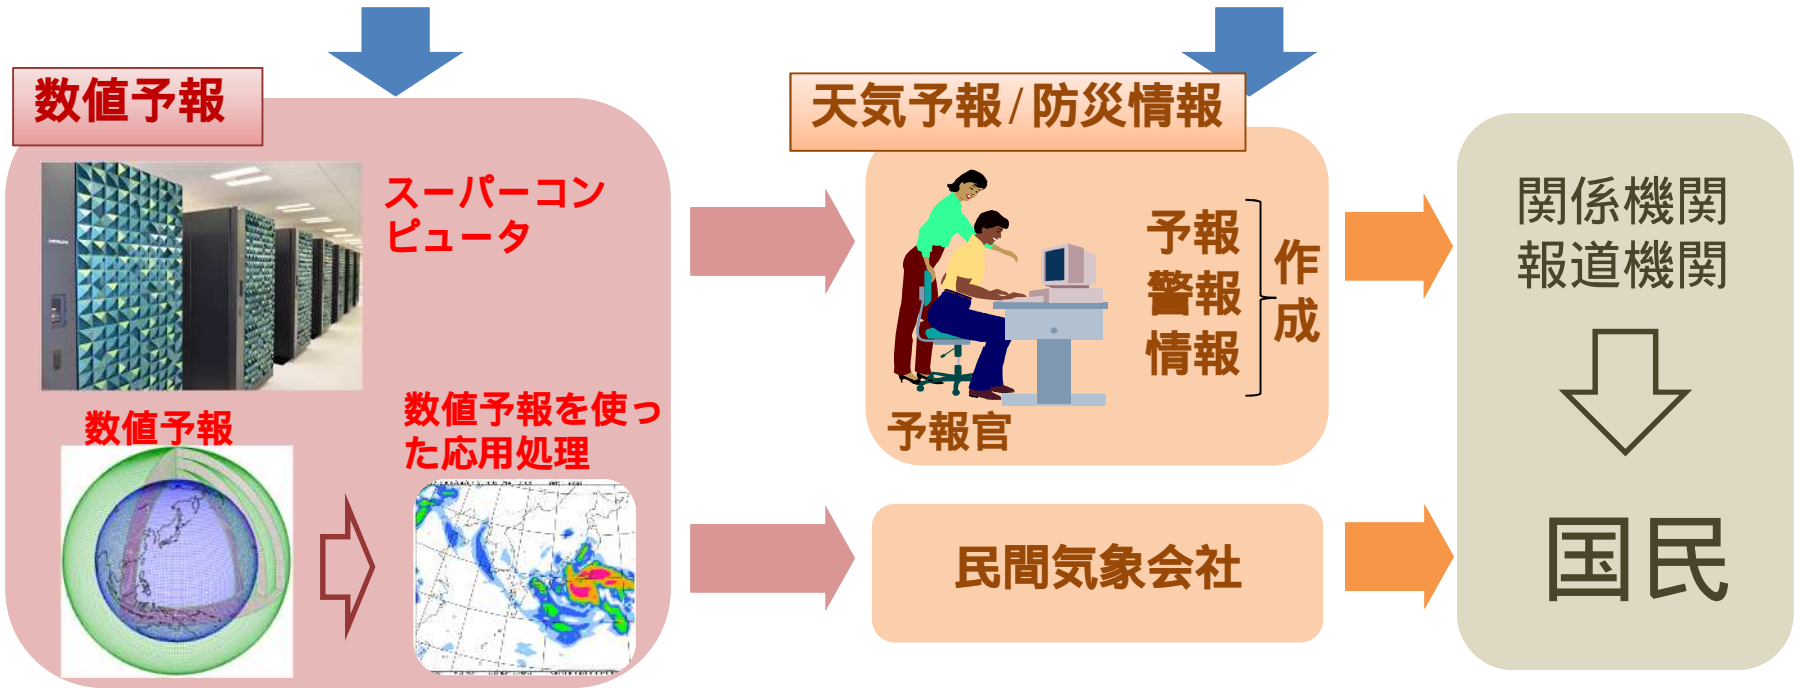 数値予報
スーパーコン
ピュータ
数値予報
数値予報を使っ
た応用処理
天気予報/防災情報
予報
警報
情報
作
成
予報官
民間気象会社
関係機関
報道機関
国民